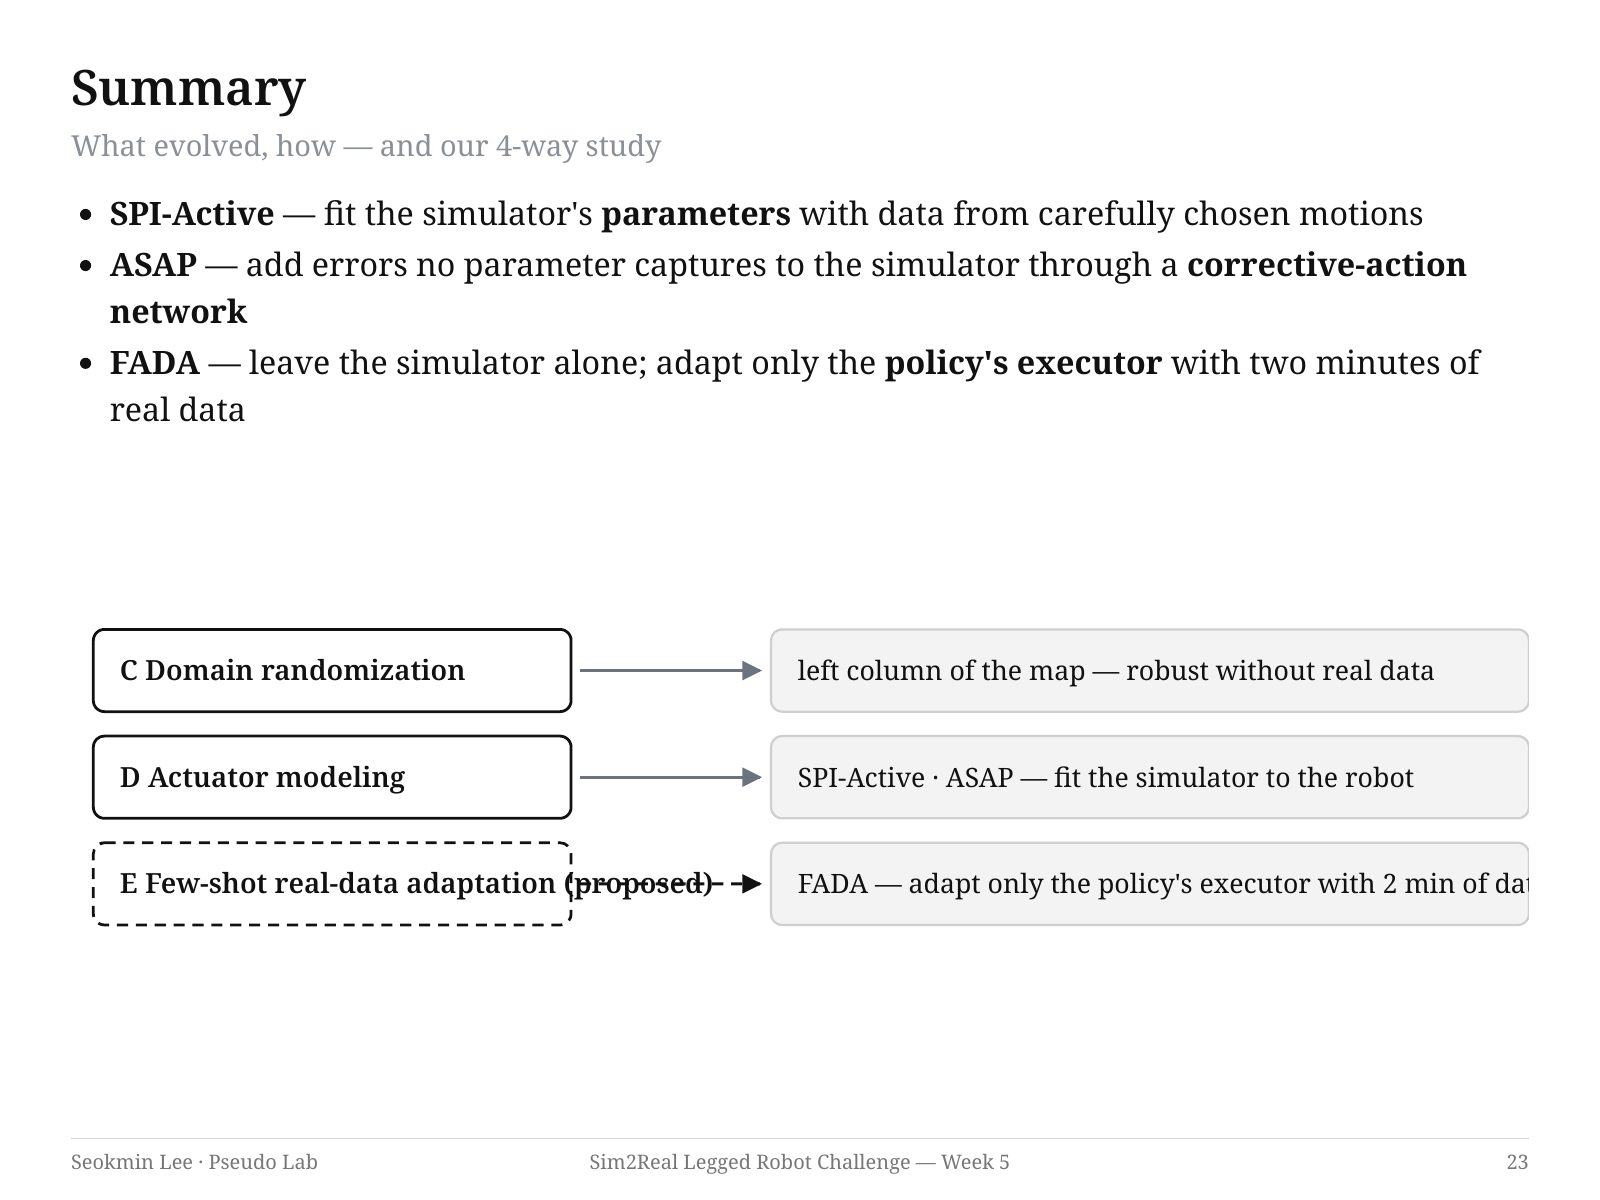 Summary
What evolved, how — and our 4-way study
• SPI-Active — fit the simulator's parameters with data from carefully chosen motions
• ASAP — add errors no parameter captures to the simulator through a corrective-action
network
• FADA — leave the simulator alone; adapt only the policy's executor with two minutes of
real data
C Domain randomization
left column of the map — robust without real data
D Actuator modeling
SPI-Active · ASAP — fit the simulator to the robot
E Few-shot real-data adaptation (proposed)
FADA — adapt only the policy's executor with 2 min of
Seokmin Lee · Pseudo Lab
Sim2Real Legged Robot Challenge — Week 5
23